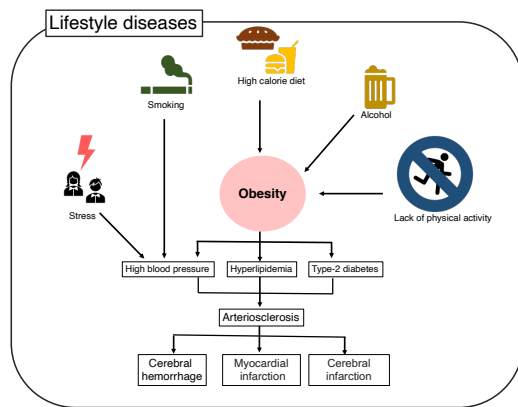 Lifestyle diseases
High calorie diet
Smoking
Alcohol
Obesity
Stress
Lack of physical activity
High blood pressure
Hyperlipidemia
Type-2 diabetes
Arteriosclerosis
Cerebral
hemorrhage
Myocardial
infarction
Cerebral
infarction